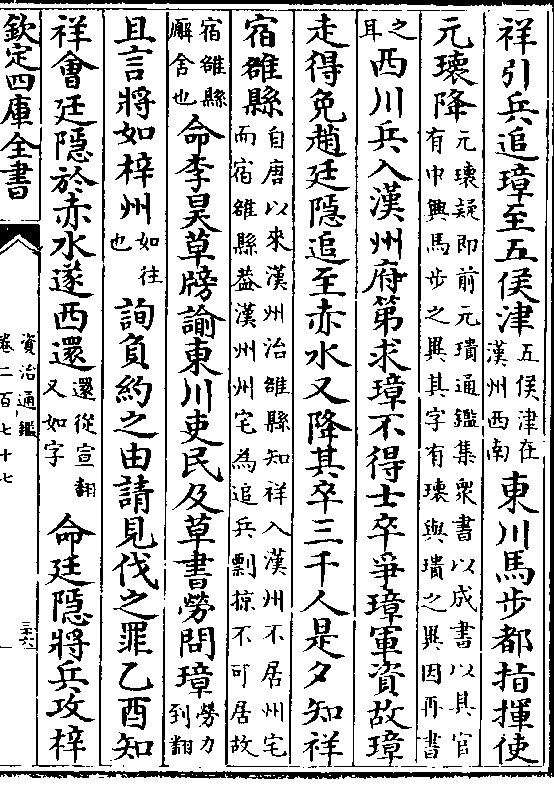 祥引兵追璋至五侯津五侯津在漢州西南東川馬步都指揮使
元瓌降元瓌疑即前元璝通鑑集衆書以成書以其官有中興馬步之異其字有瓌與璝之異因再書
之耳西川兵入漢州府第求璋不得士卒爭璋軍資故璋
走得免趙廷隱追至赤水又降其卒三千人是夕知祥
宿雒縣自唐以來漢州治雒縣知祥入漢州不居州宅而宿雒縣葢漢州州宅為追兵剽掠不可居故
宿雒縣廨舍也命李昊草牓諭東川吏民及草書勞問璋勞力到翻
且言將如梓州如往也詢負約之由請見伐之罪乙酉知
祥會廷隱於赤水遂西還還從宣翻又如字命廷隱將兵攻梓
欽定四庫全書
資治通鑑
卷二百七十七
三六